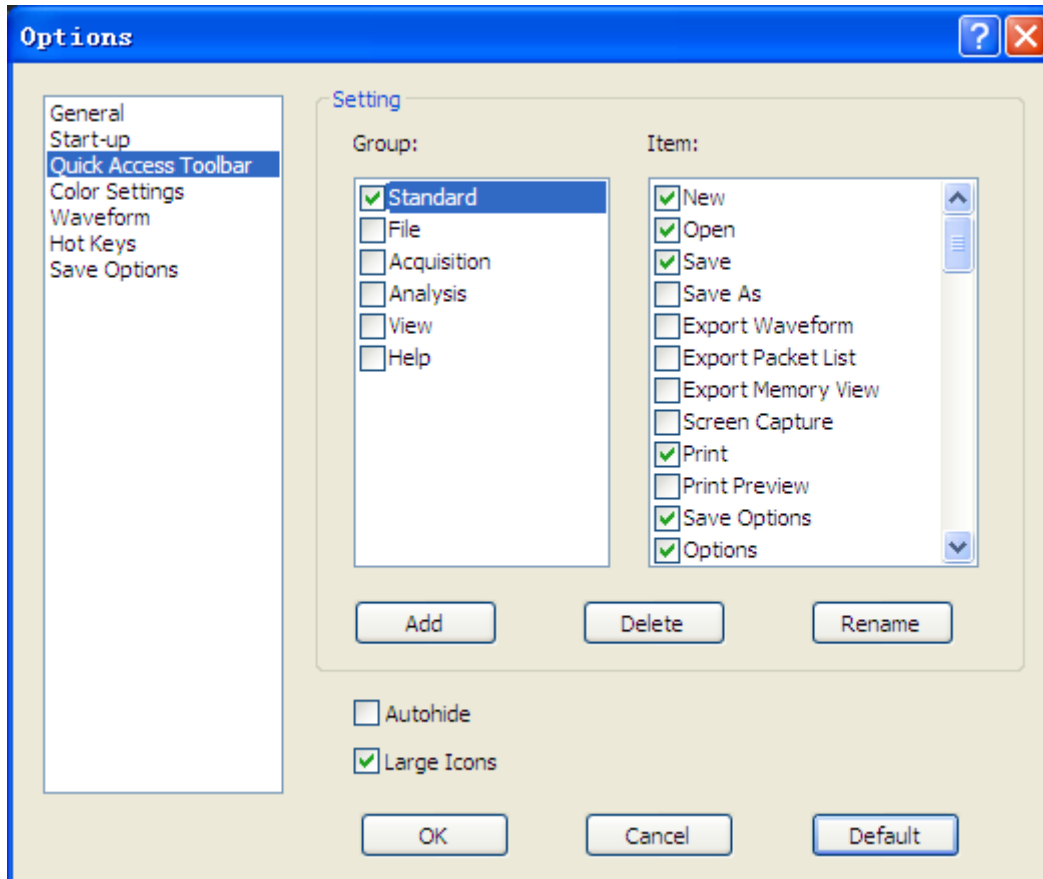 Options
General
Start-up
Quick Access Toolbar
Color Settings
Waveform
Hot Keys
Save Options
Setting
Group:
Standard
File
Acquisition
Analysis
View
Help
Item:
New
Open
Save
Save As
Export Waveform
Export Packet List
Export Memory View
Screen Capture
Print
Print Preview
Save Options
Options
Add Delete Rename
Autohide
Large Icons
OK Cancel Default